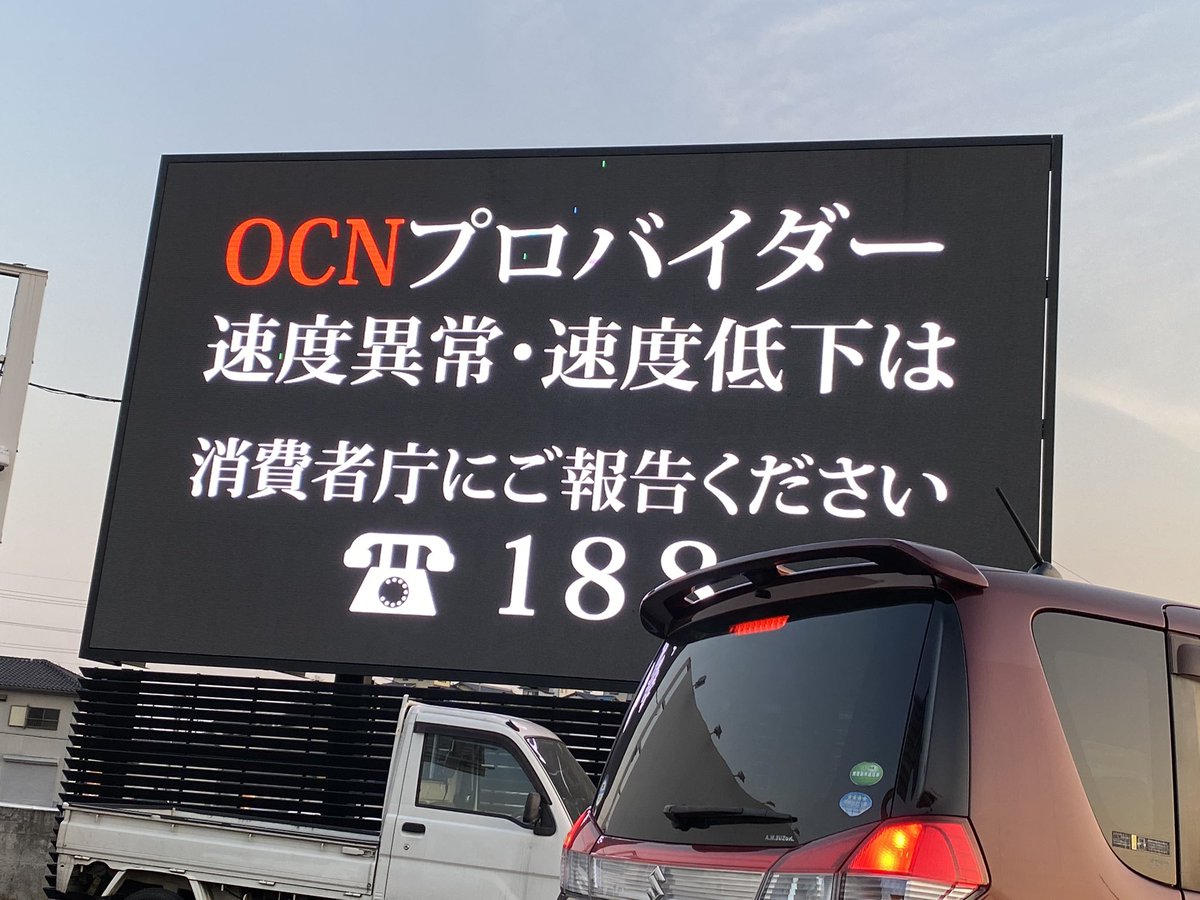 OCNプロバイダー
速度異常・速度低下は
消費者庁にご報告ください
☎ 188